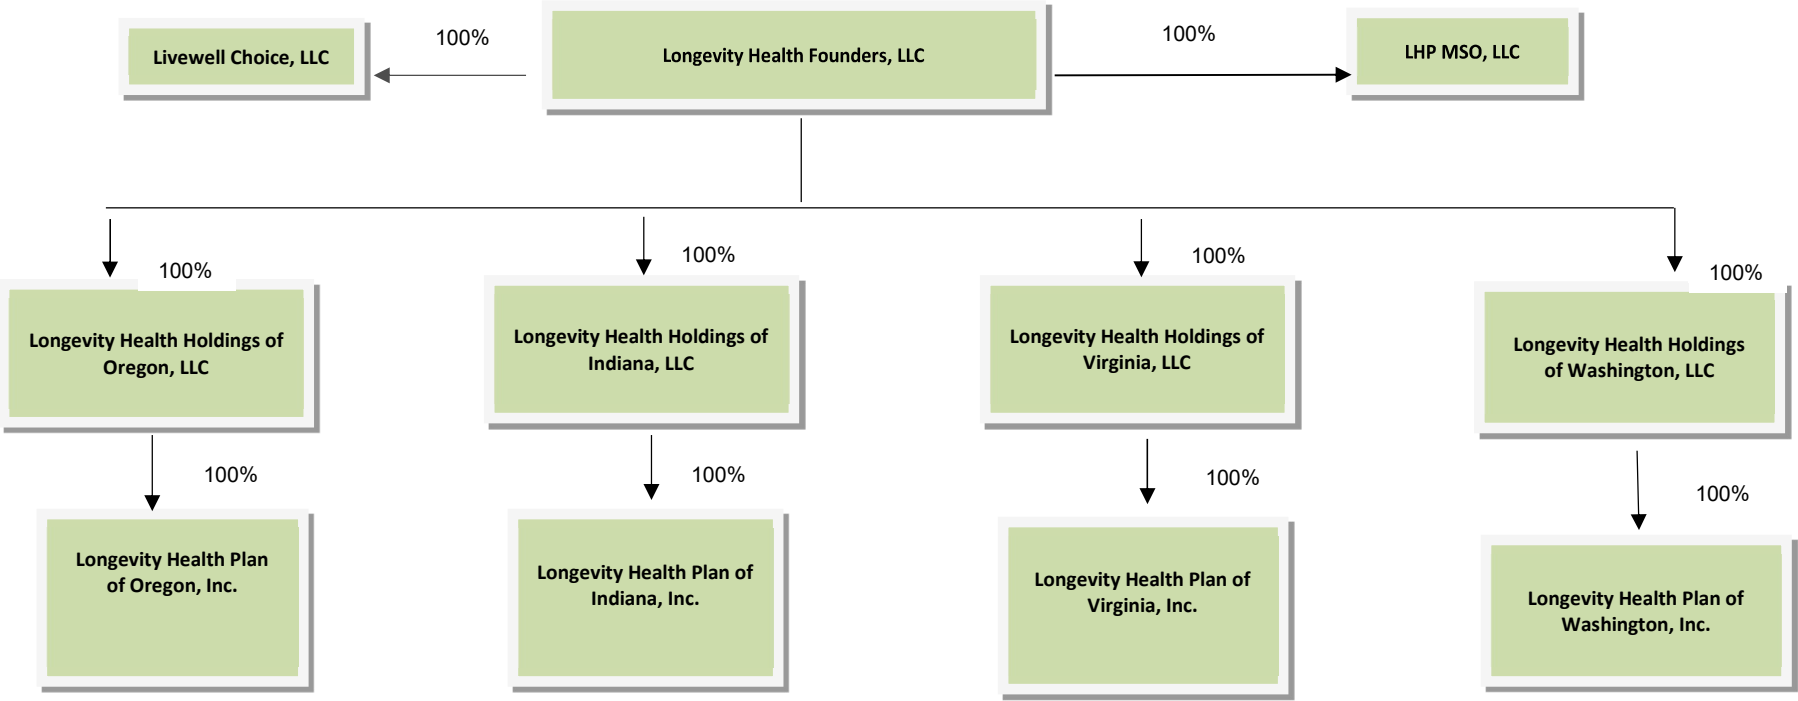 Livewell Choice, LLC
100%
Longevity Health Founders, LLC
100%
LHP MSO, LLC
100%
100%
100%
100%
Longevity Health Holdings of
Oregon, LLC
Longevity Health Holdings of
Indiana, LLC
Longevity Health Holdings of
Virginia, LLC
Longevity Health Holdings
of Washington, LLC
100%
100%
100%
100%
Longevity Health Plan
of Oregon, Inc.
Longevity Health Plan of
Indiana, Inc.
Longevity Health Plan of
Virginia, Inc.
Longevity Health Plan of
Washington, Inc.